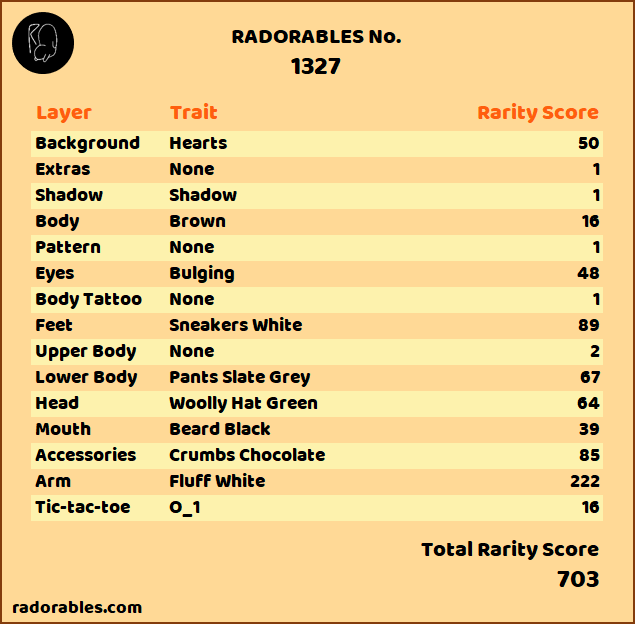 RADORABLES No.
1327
Layer Trait Rarity Score
Background Hearts 50
Extras None 1
Shadow Shadow 1
Body Brown 16
Pattern None 1
Eyes Bulging 48
Body Tattoo None 1
Feet Sneakers White 89
Upper Body None 2
Lower Body Pants Slate Grey 67
Head Woolly Hat Green 64
Mouth Beard Black 39
Accessories Crumbs Chocolate 85
Arm Fluff White 222
Tic-tac-toe O_1 16
Total Rarity Score
703
radorables.com